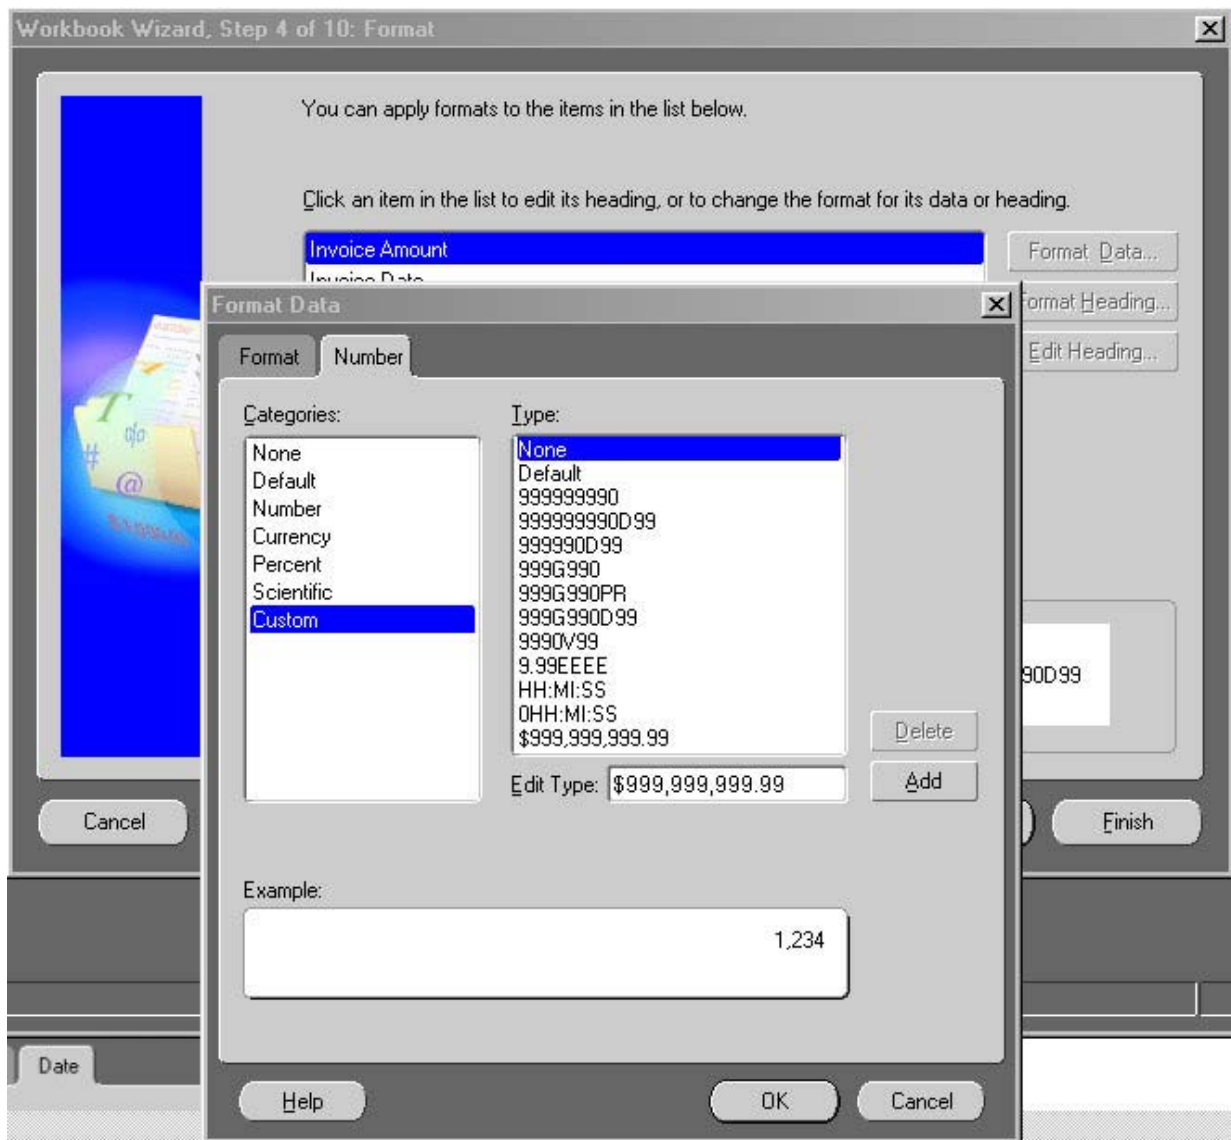 Workbook Wizard, Step 4 of 10: Format
You can apply formats to the items in the list below.
Click an item in the list to edit its heading, or to change the format for its data or heading.
Invoice Amount
Invoice Date
Format Data...
Format Heading...
Edit Heading...
Format Data
Format
Number
Categories:
None
Default
Number
Currency
Percent
Scientific
Custom
Type:
None
Default
999999990
999999990D99
999990D99
999G990
999G990PR
999G990D99
9990V99
9.99EEEE
HH:MI:SS
0HH:MI:SS
$999,999,999.99
Edit Type: $999,999,999.99
Delete
Add
90D99
Cancel
Finish
Example:
1,234
Date
Help
OK
Cancel